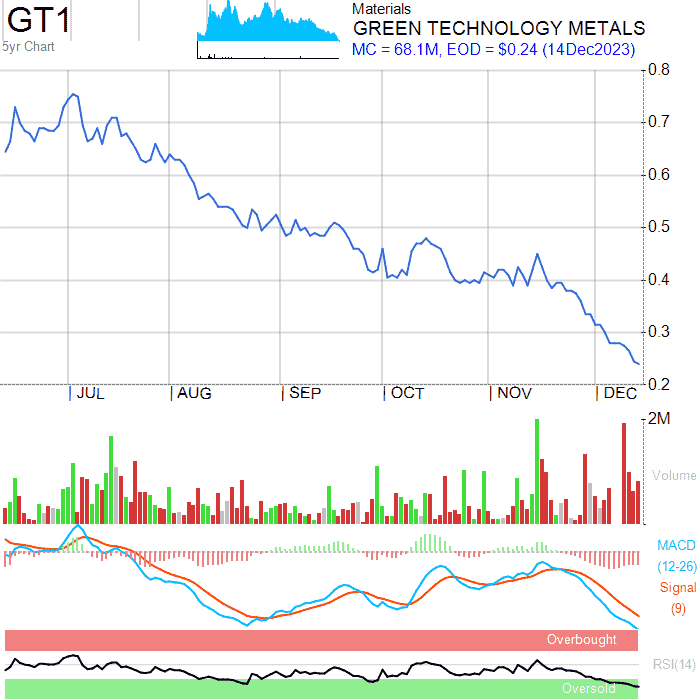 GT1
5yr Chart
Materials
GREEN TECHNOLOGY METALS
MC = 68.1M, EOD = $0.24 (14Dec2023)
0.8
0.7
0.6
0.5
0.4
0.3
0.2
JUL AUG SEP OCT NOV DEC
2M
Volume
MACD
(12-26)
Signal
(9)
Overbought
RSI(14)
Oversold